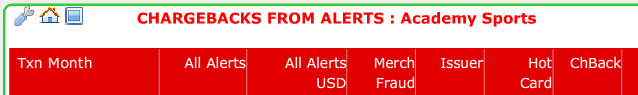 CHARGEBACKS FROM ALERTS : Academy Sports
Txn Month All Alerts All Alerts USD Merch Fraud Issuer Hot Card ChBack